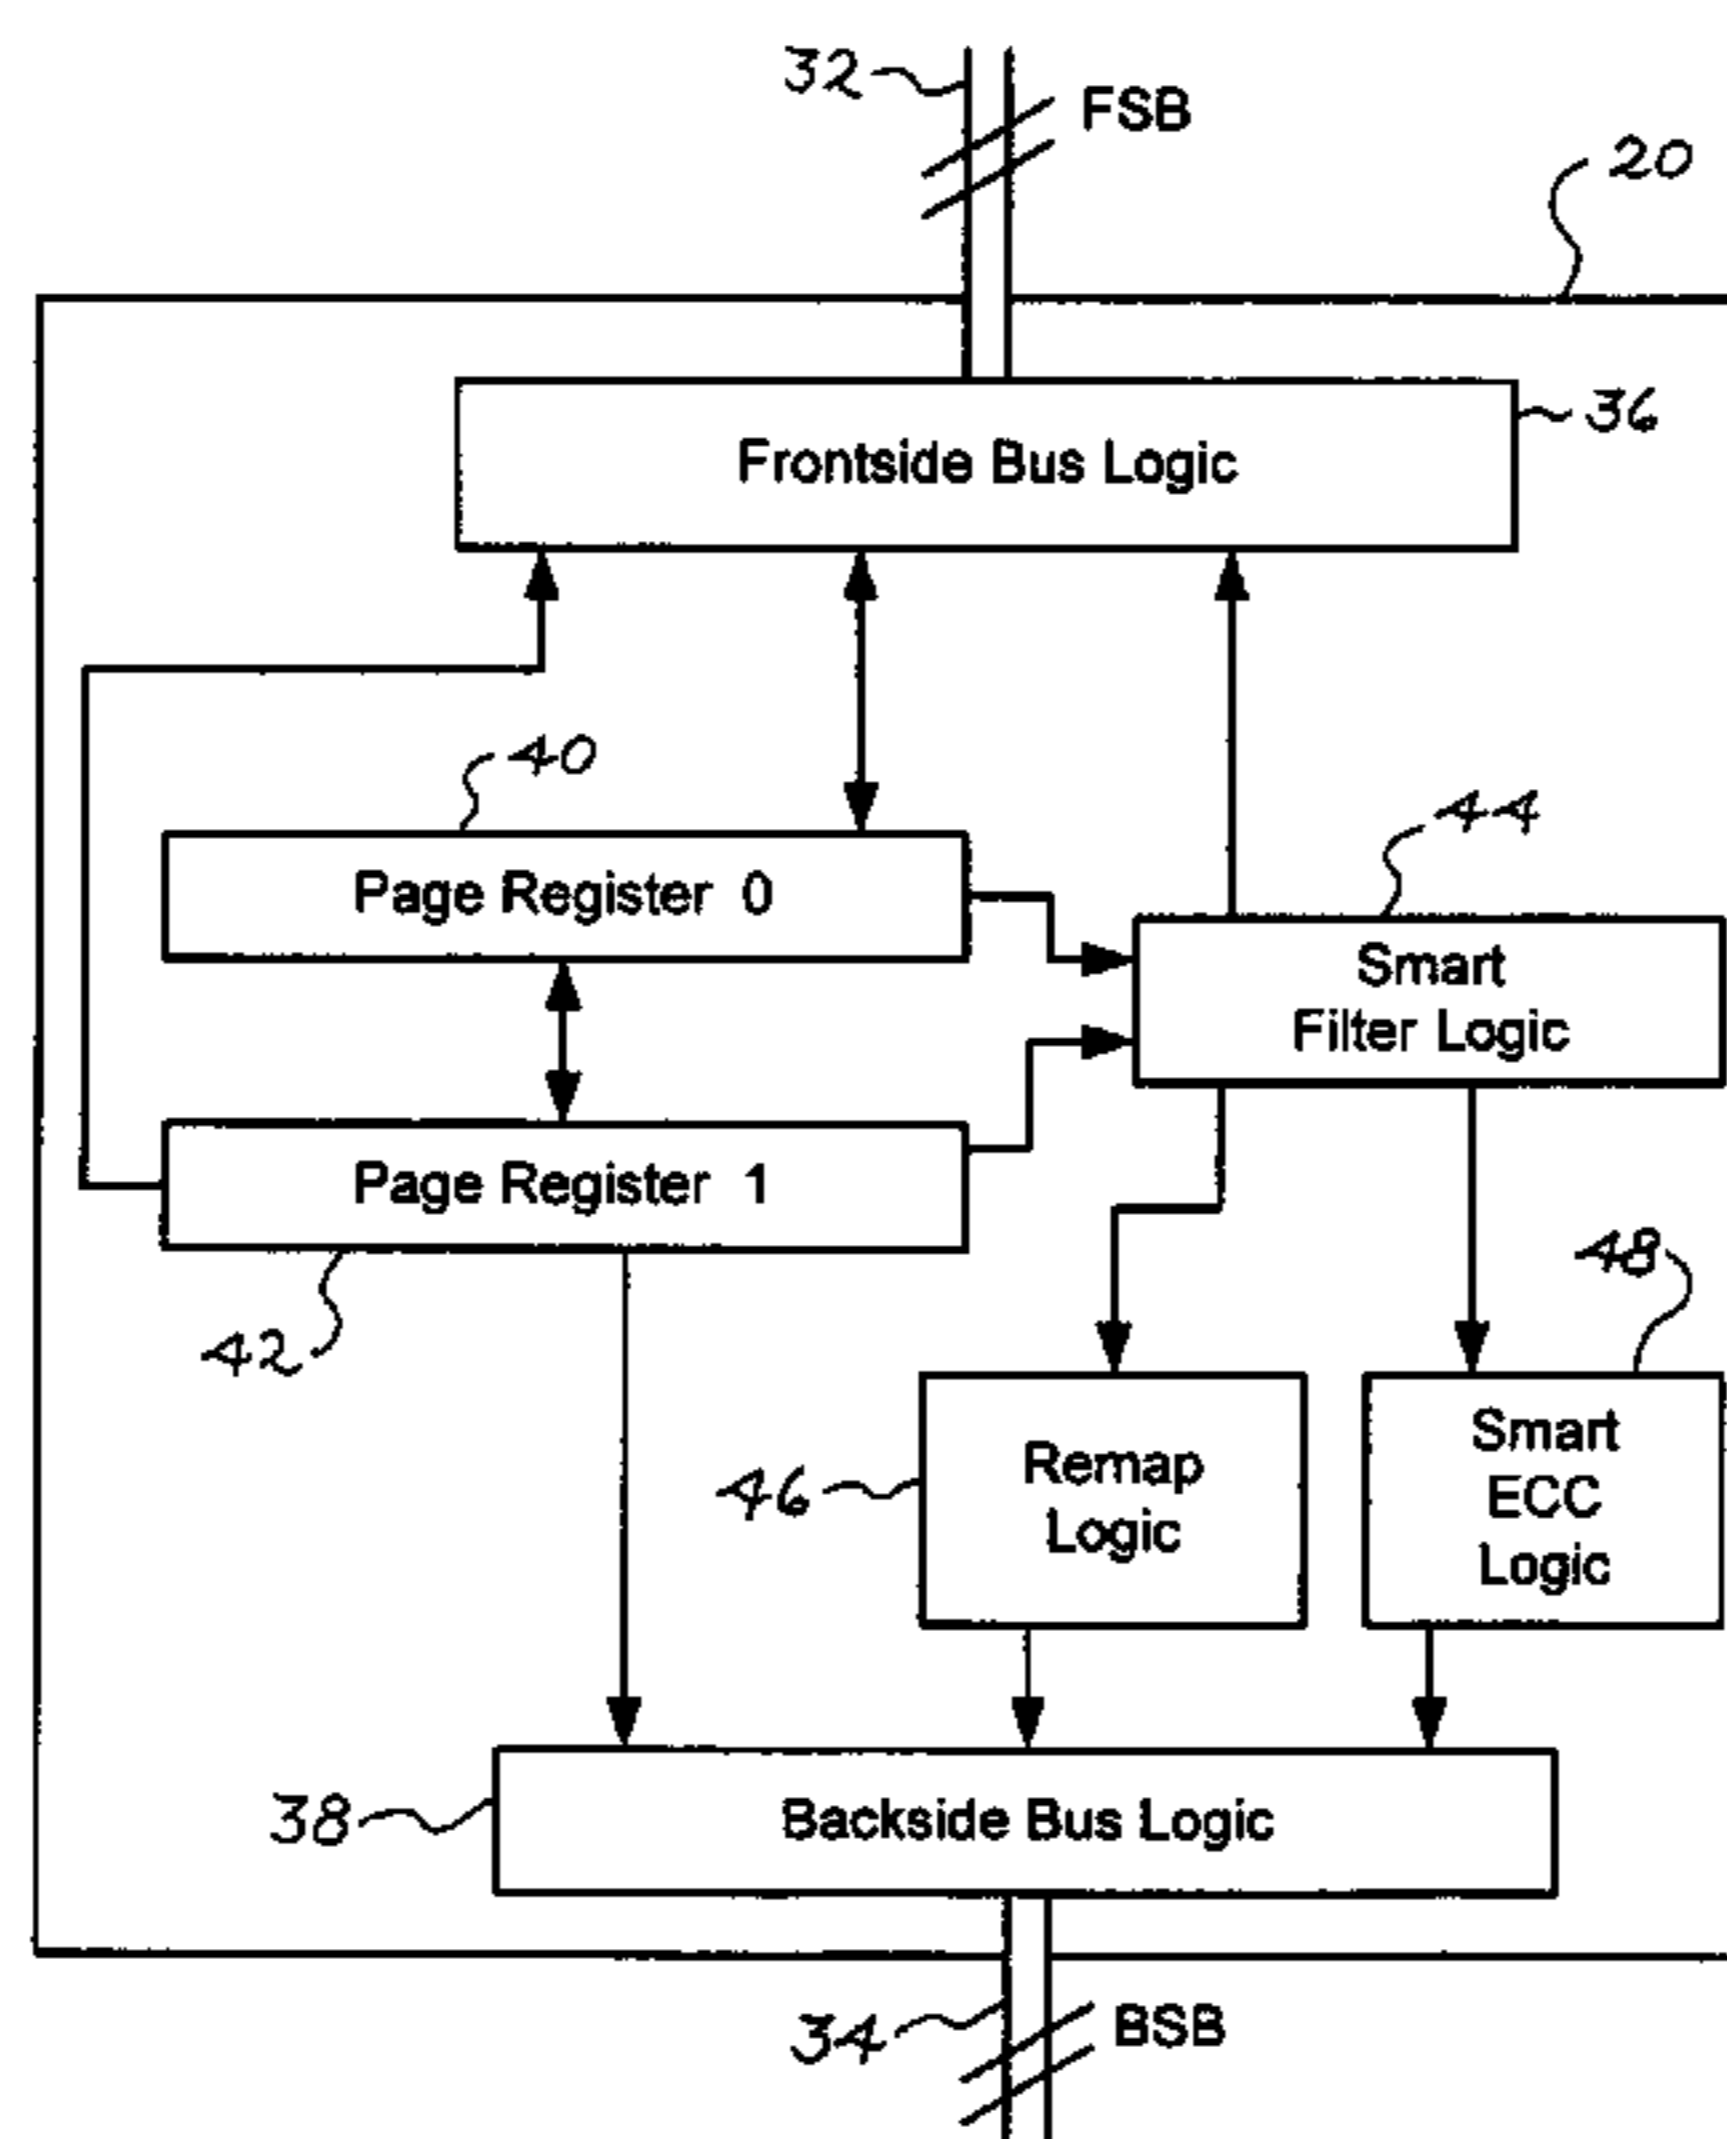 32
FSB
20
Frontside Bus Logic
36
40
Page Register 0
44
Smart
Filter Logic
Page Register 1
42
48
46
Remap
Logic
Smart
ECC
Logic
38
Backside Bus Logic
34
BSB